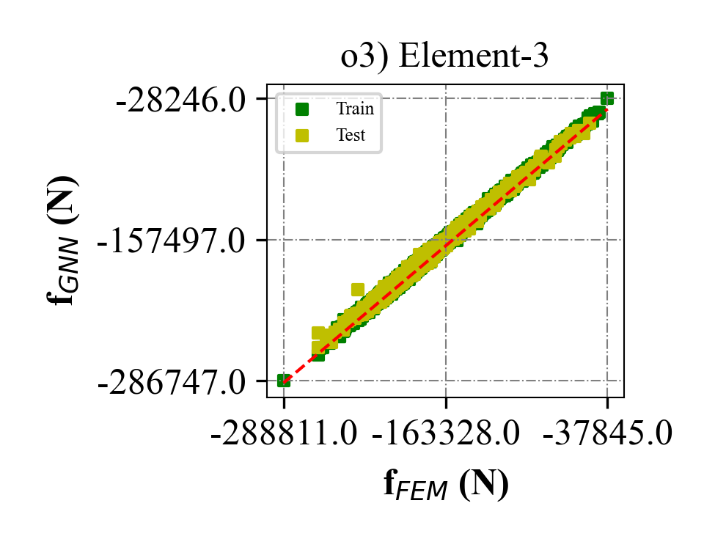 o3) Element-3
-28246.0
Train
Test
-157497.0
f_GNN (N)
-286747.0
-288811.0 -163328.0 -37845.0
f_FEM (N)